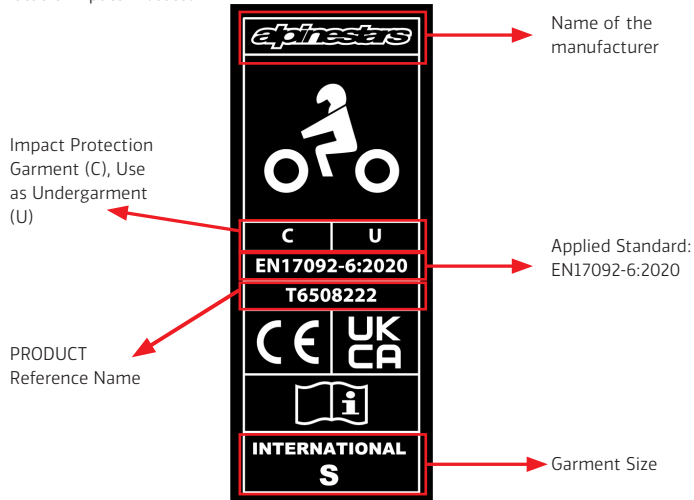 alpinestars
Name of the
manufacturer
Impact Protection
Garment (C), Use
as Undergarment
(U)
C U
EN17092-6:2020
Applied Standard:
EN17092-6:2020
T6508222
PRODUCT
Reference Name
CE UK
CA
i
INTERNATIONAL
S
Garment Size